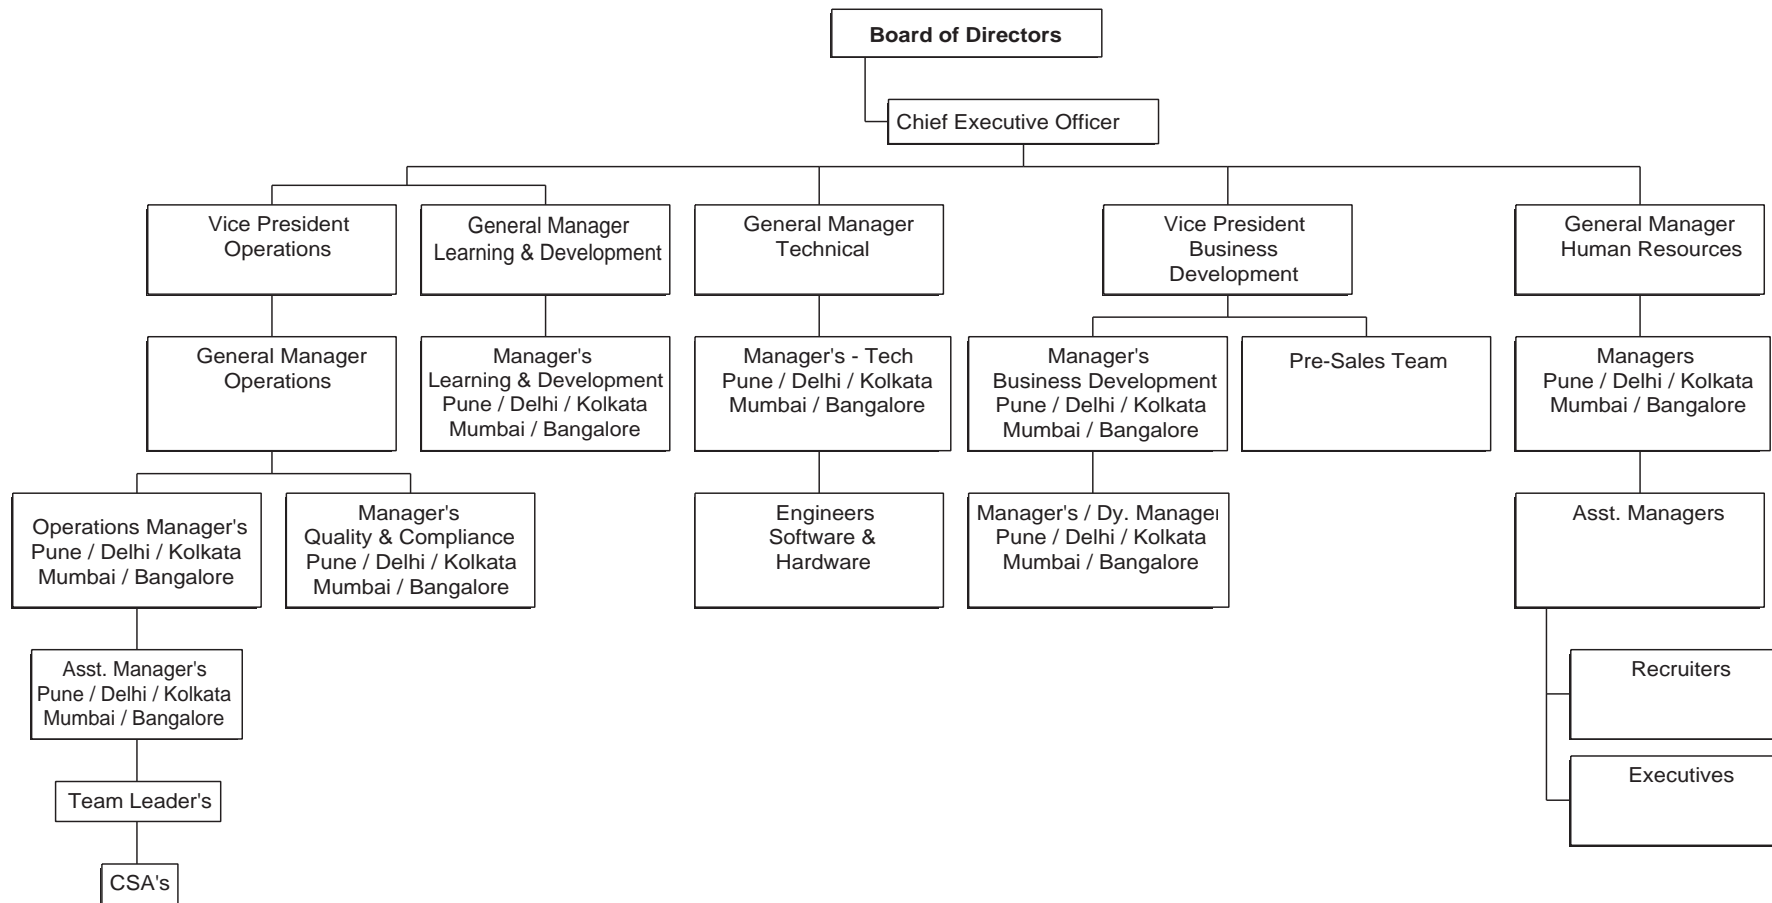 Board of Directors
Chief Executive Officer
Vice President
Operations
General Manager
Learning & Development
General Manager
Technical
Vice President
Business
Development
General Manager
Human Resources
General Manager
Operations
Manager's
Learning & Development
Pune / Delhi / Kolkata
Mumbai / Bangalore
Manager's - Tech
Pune / Delhi / Kolkata
Mumbai / Bangalore
Manager's
Business Development
Pune / Delhi / Kolkata
Mumbai / Bangalore
Pre-Sales Team
Managers
Pune / Delhi / Kolkata
Mumbai / Bangalore
Operations Manager's
Pune / Delhi / Kolkata
Mumbai / Bangalore
Manager's
Quality & Compliance
Pune / Delhi / Kolkata
Mumbai / Bangalore
Engineers
Software &
Hardware
Manager's / Dy. Manager
Pune / Delhi / Kolkata
Mumbai / Bangalore
Asst. Managers
Asst. Manager's
Pune / Delhi / Kolkata
Mumbai / Bangalore
Recruiters
Executives
Team Leader's
CSA's